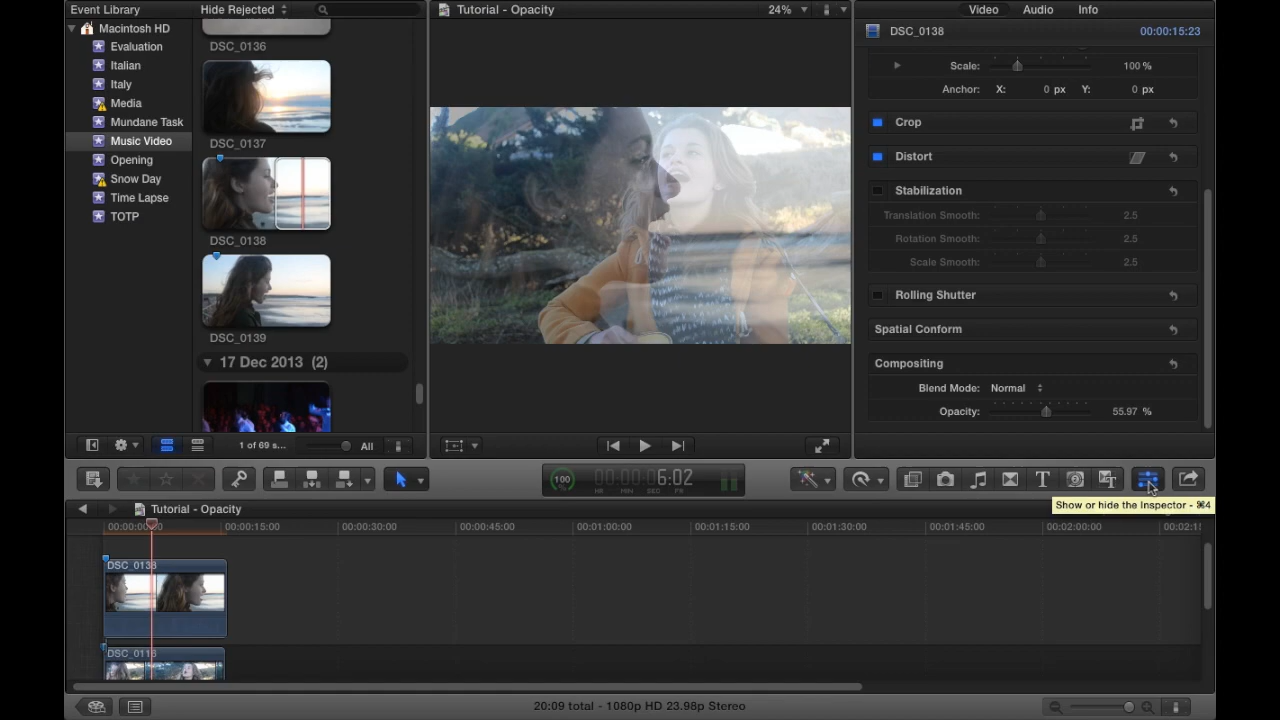 Event Library
Hide Rejected
Tutorial - Opacity
24%
Video
Audio
Info
Macintosh HD
Evaluation
Italian
Italy
Media
Mundane Task
Music Video
Opening
Snow Day
Time Lapse
TOTP
DSC_0136
DSC_0137
DSC_0138
DSC_0139
17 Dec 2013 (2)
1 of 69 s...
All
DSC_0138
00:00:15:23
Scale:
100 %
Anchor: X: 0 px Y: 0 px
Crop
Distort
Stabilization
Translation Smooth: 2.5
Rotation Smooth: 2.5
Scale Smooth: 2.5
Rolling Shutter
Spatial Conform
Compositing
Blend Mode: Normal
Opacity: 55.97 %
100
00:00:06:02
HR MIN SEC FR
T
Show or hide the Inspector - ⌘4
Tutorial - Opacity
00:00:15:00
00:00:30:00
00:00:45:00
00:01:00:00
00:01:15:00
00:01:30:00
00:01:45:00
00:02:00:00
DSC_0138
DSC_0116
20:09 total - 1080p HD 23.98p Stereo